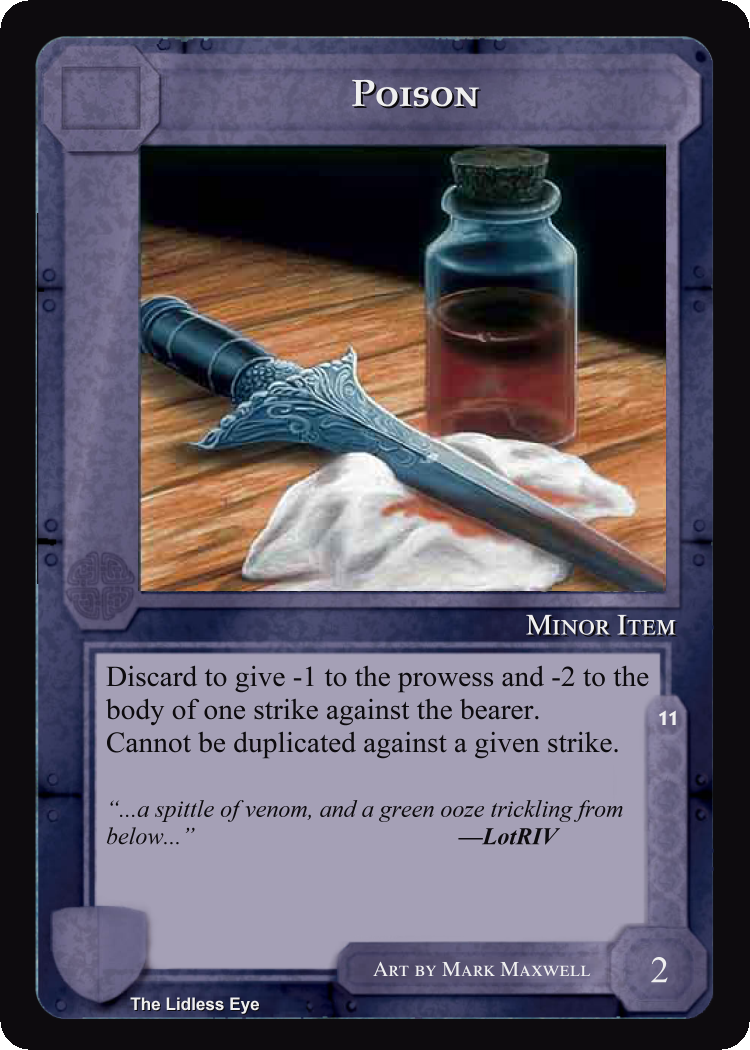 Poison
Minor Item
Discard to give -1 to the prowess and -2 to the
body of one strike against the bearer.
Cannot be duplicated against a given strike.
11
“...a spittle of venom, and a green ooze trickling from
below...” —LotRIV
Art by Mark Maxwell
2
The Lidless Eye